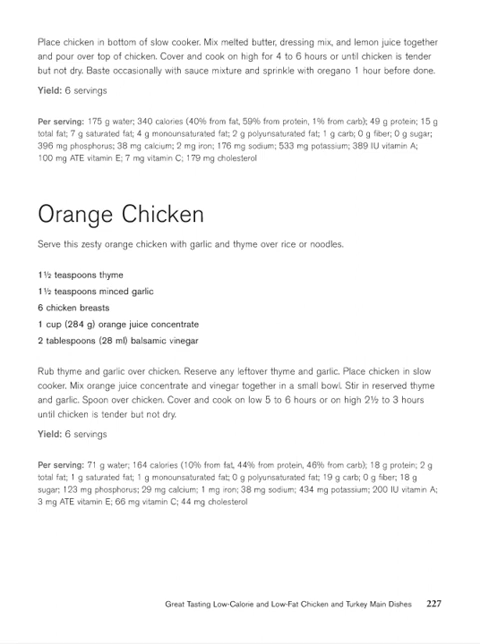 Place chicken in bottom of slow cooker. Mix melted butter, dressing mix, and lemon juice together
and pour over top of chicken. Cover and cook on high for 4 to 6 hours or until chicken is tender
but not dry. Baste occasionally with sauce mixture and sprinkle with oregano 1 hour before done.
Yield: 6 servings
Per serving: 175 g water; 340 calories (40% from fat, 59% from protein, 1% from carb); 49 g protein; 15 g
total fat; 7 g saturated fat; 4 g monounsaturated fat; 2 g polyunsaturated fat; 1 g carb; 0 g fiber; 0 g sugar;
396 mg phosphorus; 38 mg calcium; 2 mg iron; 176 mg sodium; 533 mg potassium; 389 IU vitamin A;
100 mg ATE vitamin E; 7 mg vitamin C; 179 mg cholesterol
Orange Chicken
Serve this zesty orange chicken with garlic and thyme over rice or noodles.
1½ teaspoons thyme
1½ teaspoons minced garlic
6 chicken breasts
1 cup (284 g) orange juice concentrate
2 tablespoons (28 ml) balsamic vinegar
Rub thyme and garlic over chicken. Reserve any leftover thyme and garlic. Place chicken in slow
cooker. Mix orange juice concentrate and vinegar together in a small bowl. Stir in reserved thyme
and garlic. Spoon over chicken. Cover and cook on low 5 to 6 hours or on high 2½ to 3 hours
until chicken is tender but not dry.
Yield: 6 servings
Per serving: 71 g water; 164 calories (10% from fat, 44% from protein, 46% from carb); 18 g protein; 2 g
total fat; 1 g saturated fat; 1 g monounsaturated fat; 0 g polyunsaturated fat; 19 g carb; 0 g fiber; 18 g
sugar; 123 mg phosphorus; 29 mg calcium; 1 mg iron; 38 mg sodium; 434 mg potassium; 200 IU vitamin A;
3 mg ATE vitamin E; 66 mg vitamin C; 44 mg cholesterol
Great Tasting Low-Calorie and Low-Fat Chicken and Turkey Main Dishes 227